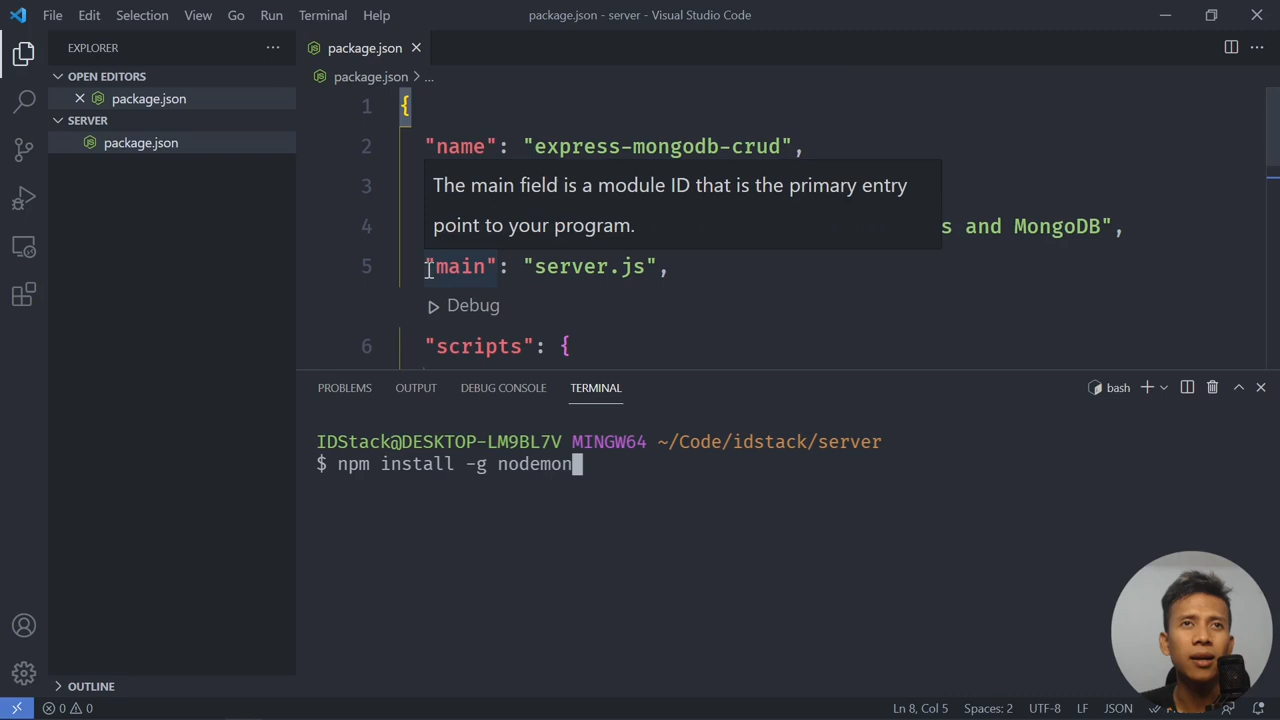 File Edit Selection View Go Run Terminal Help
package.json - server - Visual Studio Code
EXPLORER
OPEN EDITORS
package.json
SERVER
package.json
OUTLINE
package.json
package.json > ...
1 {
2 "name": "express-mongodb-crud",
3
The main field is a module ID that is the primary entry
point to your program.
4 s and MongoDB",
5 "main": "server.js",
Debug
6 "scripts": {
PROBLEMS OUTPUT DEBUG CONSOLE TERMINAL
bash
IDStack@DESKTOP-LM9BL7V MINGW64 ~/Code/idstack/server
$ npm install -g nodemon
0 0
Ln 8, Col 5 Spaces: 2 UTF-8 LF JSON